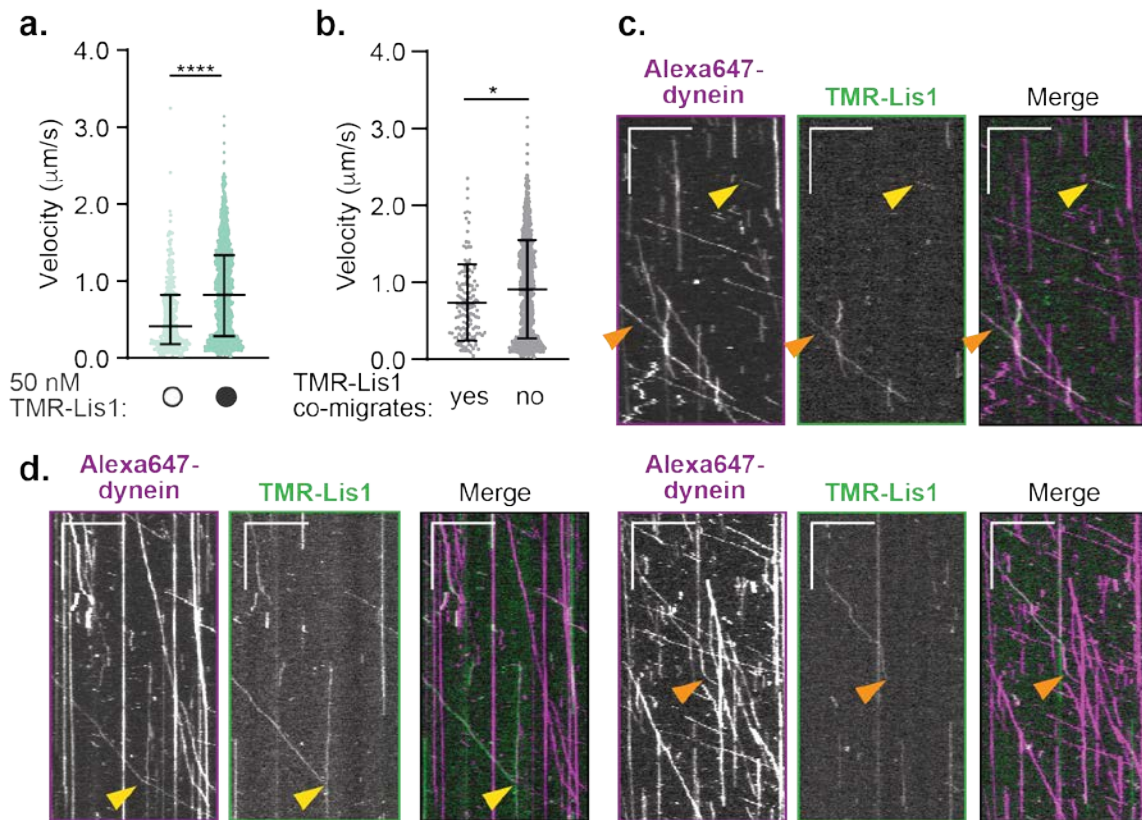 a.
4.0
3.0
2.0
1.0
0.0
Velocity (μm/s)
****
50 nM
TMR-Lis1:
b.
4.0
3.0
2.0
1.0
0.0
Velocity (μm/s)
*
TMR-Lis1
co-migrates:
yes
no
c.
Alexa647-
dynein
TMR-Lis1
Merge
d.
Alexa647-
dynein
TMR-Lis1
Merge
Alexa647-
dynein
TMR-Lis1
Merge